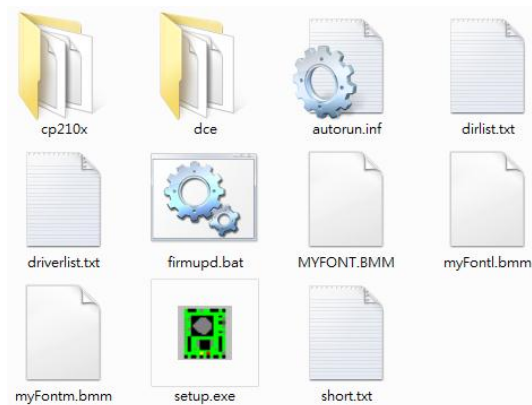 cp210x
dce
autorun.inf
dirlist.txt
driverlist.txt
firmupd.bat
MYFONT.BMM
myFontl.bmm
myFontm.bmm
setup.exe
short.txt